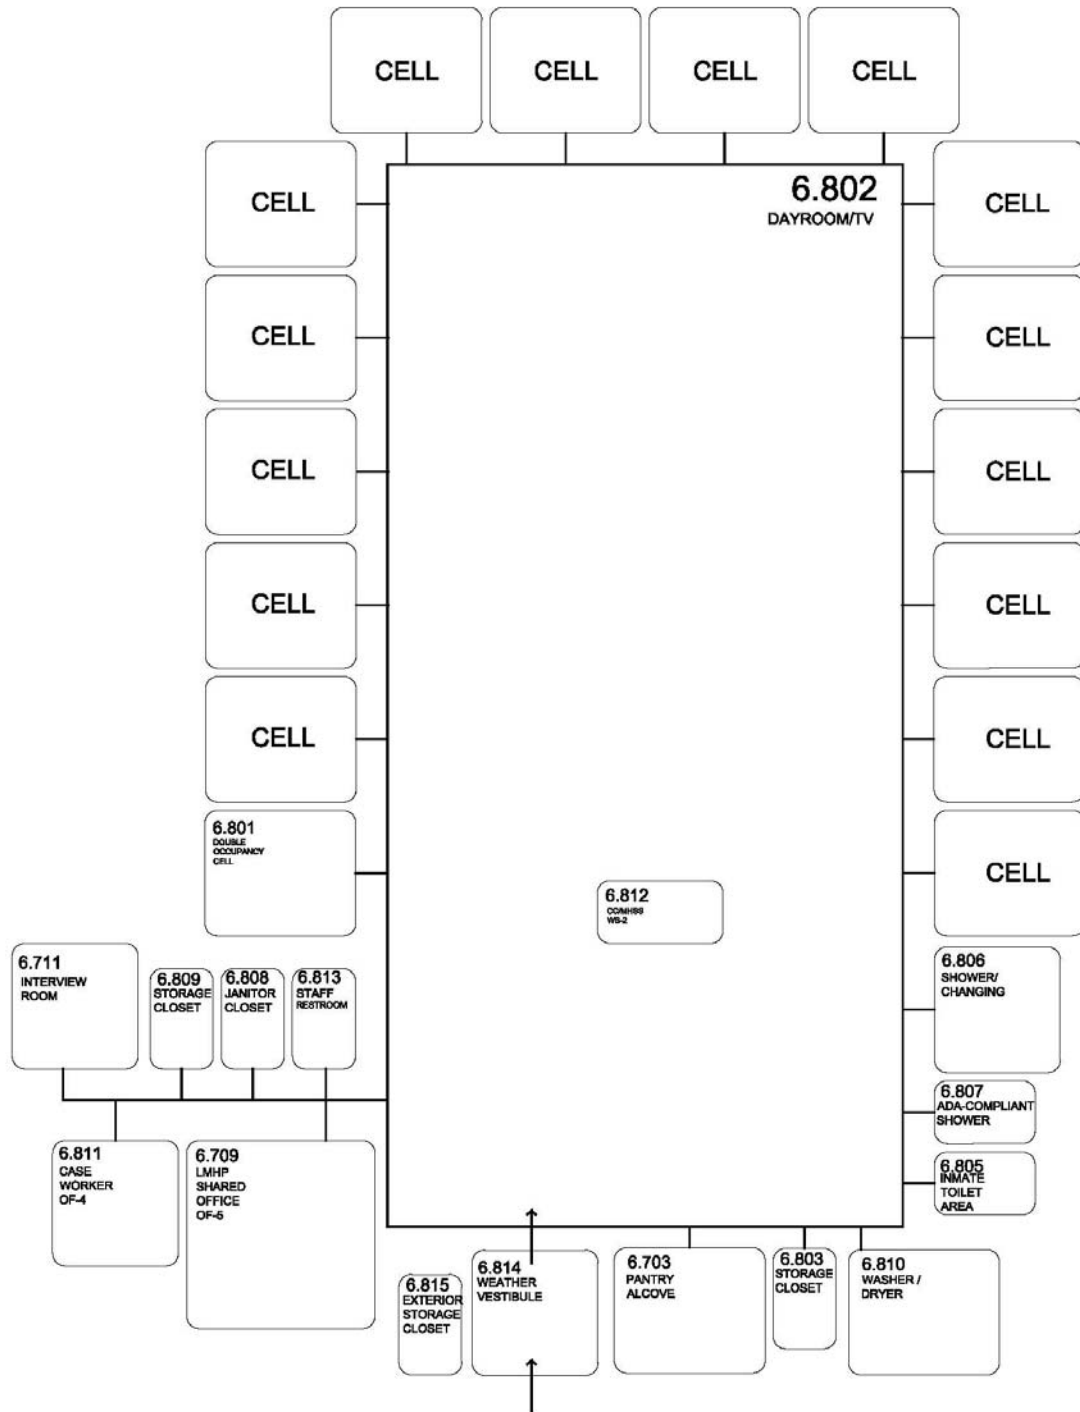 CELL
CELL
CELL
CELL
6.802
DAYROOM/TV
CELL
CELL
CELL
CELL
CELL
CELL
CELL
CELL
CELL
CELL
6.801
DOUBLE
OCCUPANCY
CELL
CELL
6.812
CO/MHSS
WS-2
6.711
INTERVIEW
ROOM
6.809
STORAGE
CLOSET
6.808
JANITOR
CLOSET
6.813
STAFF
RESTROOM
6.806
SHOWER/
CHANGING
6.807
ADA-COMPLIANT
SHOWER
6.811
CASE
WORKER
OF-4
6.709
LMHP
SHARED
OFFICE
OF-5
6.805
INMATE
TOILET
AREA
6.815
EXTERIOR
STORAGE
CLOSET
6.814
WEATHER
VESTIBULE
6.703
PANTRY
ALCOVE
6.803
STORAGE
CLOSET
6.810
WASHER /
DRYER